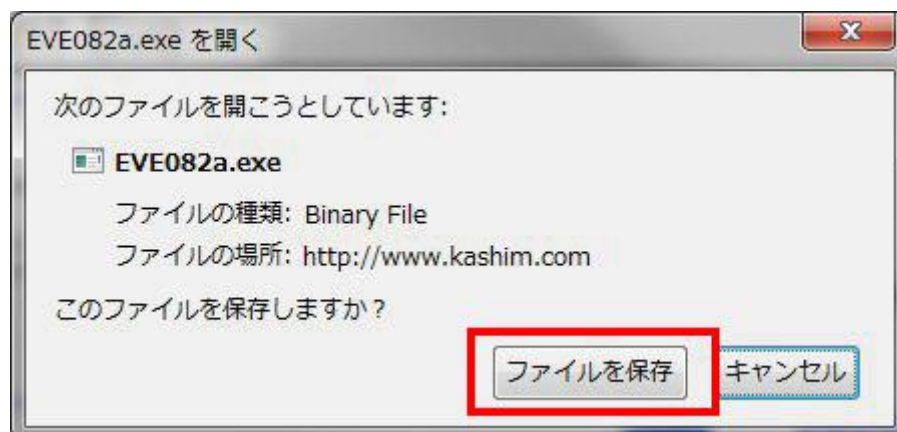 EVE082a.exe を開く
次のファイルを開こうとしています:
EVE082a.exe
ファイルの種類: Binary File
ファイルの場所: http://www.kashim.com
このファイルを保存しますか？
ファイルを保存 キャンセル